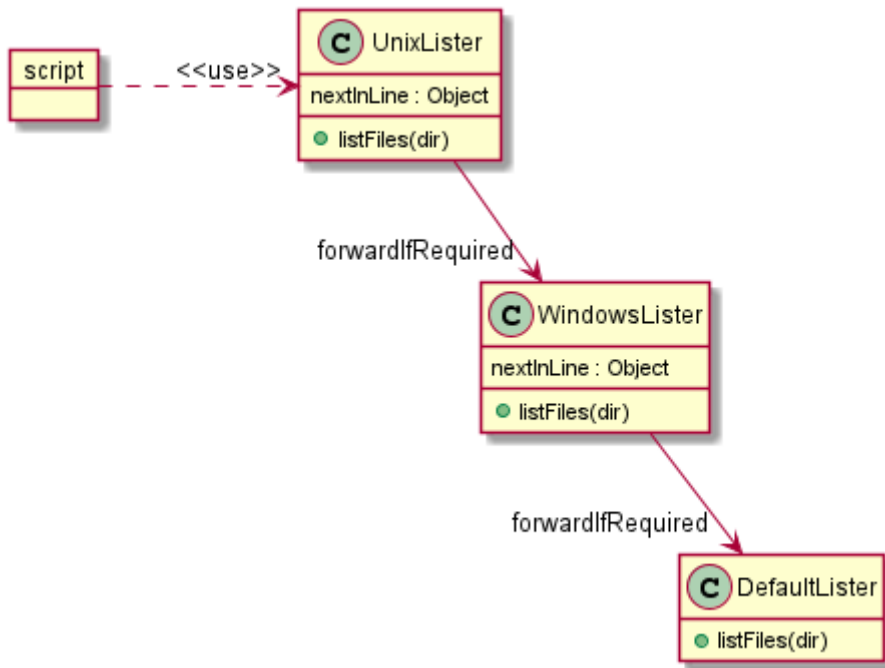 script
<<use>>
C UnixLister
nextInLine : Object
listFiles(dir)
forwardIfRequired
C WindowsLister
nextInLine : Object
listFiles(dir)
forwardIfRequired
C DefaultLister
listFiles(dir)